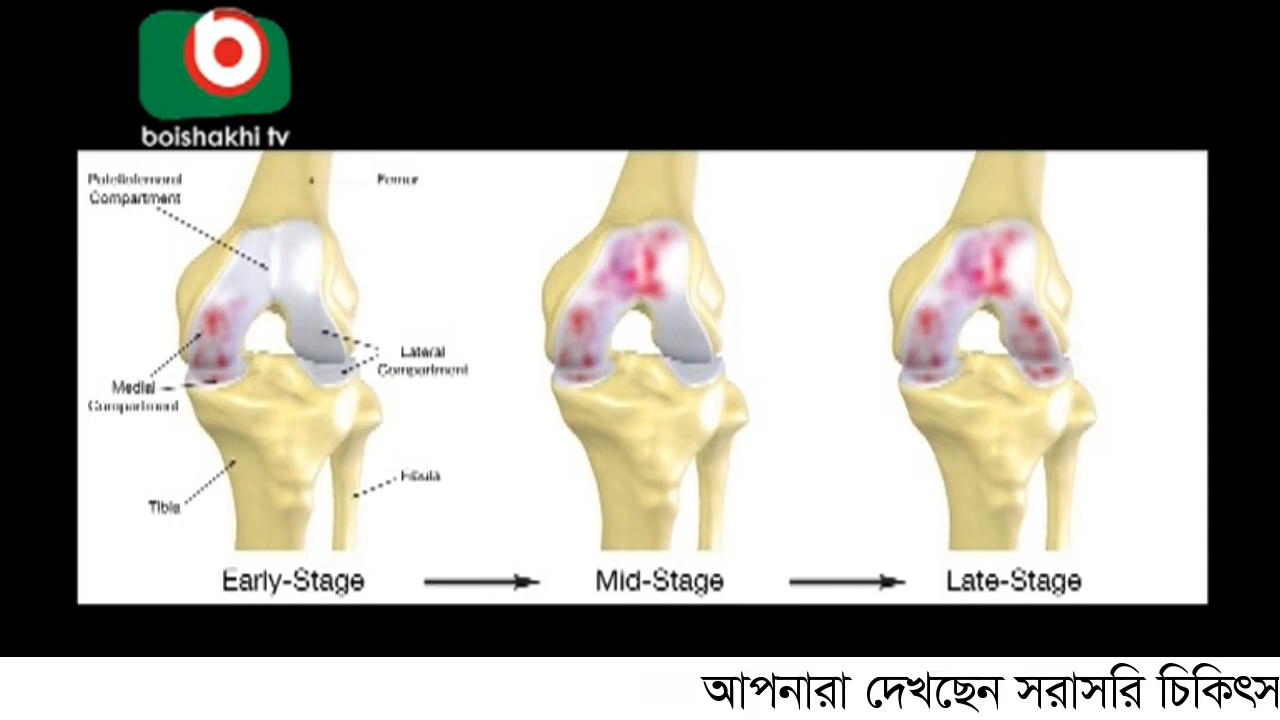 boishakhi tv
Patellofemoral
Compartment
Femur
Lateral
Compartment
Medial
Compartment
Tibia
Fibula
Early-Stage
Mid-Stage
Late-Stage
আপনারা দেখছেন সরাসরি চিকিৎস